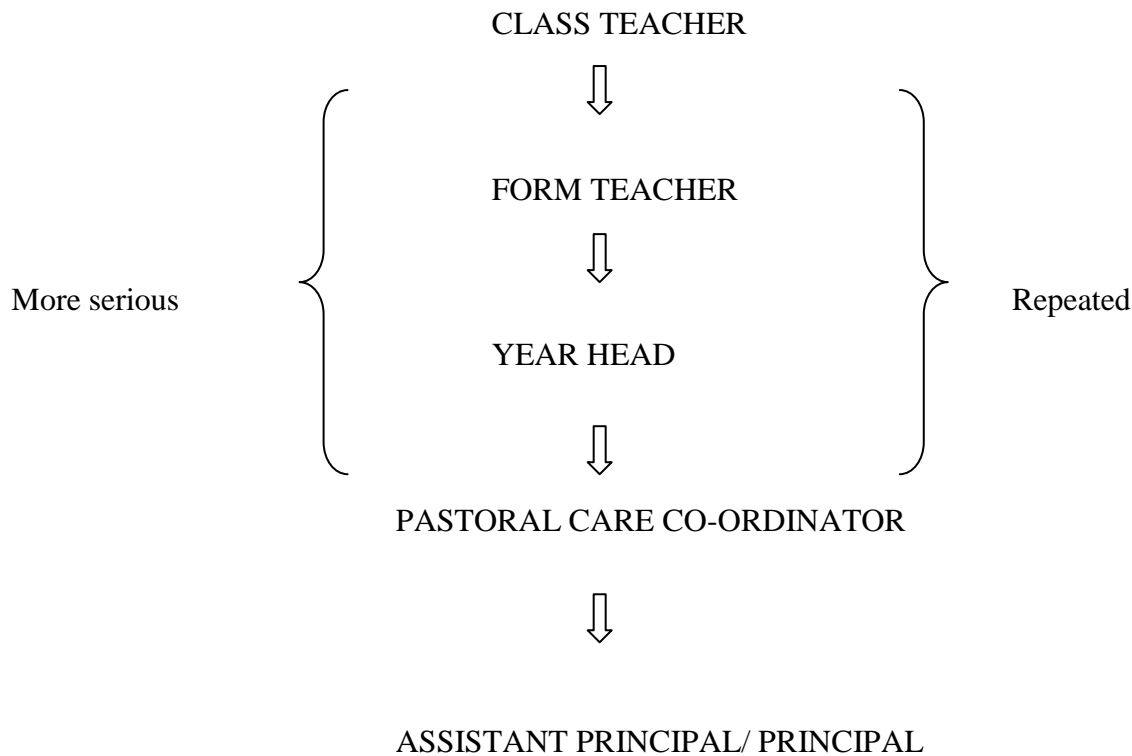 CLASS TEACHER
FORM TEACHER
More serious
Repeated
YEAR HEAD
PASTORAL CARE CO-ORDINATOR
ASSISTANT PRINCIPAL/ PRINCIPAL